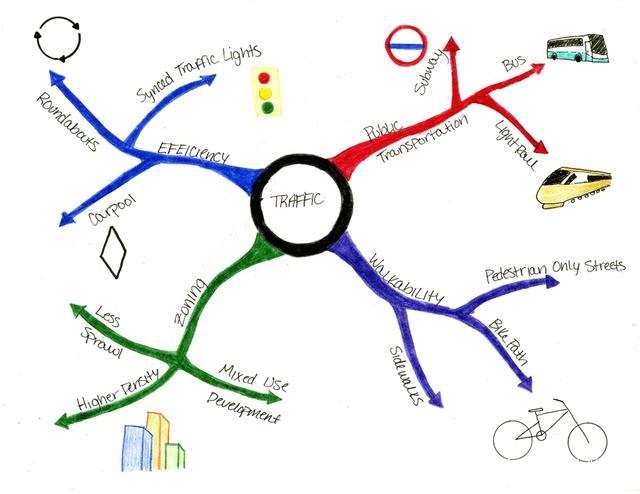 TRAFFIC
EFFICIENCY
Roundabouts
Synced Traffic Lights
Carpool
Public
Transportation
Subway
Bus
Light Rail
Walkability
Pedestrian Only Streets
Bike Path
Sidewalks
Zoning
Less
Sprawl
Higher Density
Mixed Use
Development